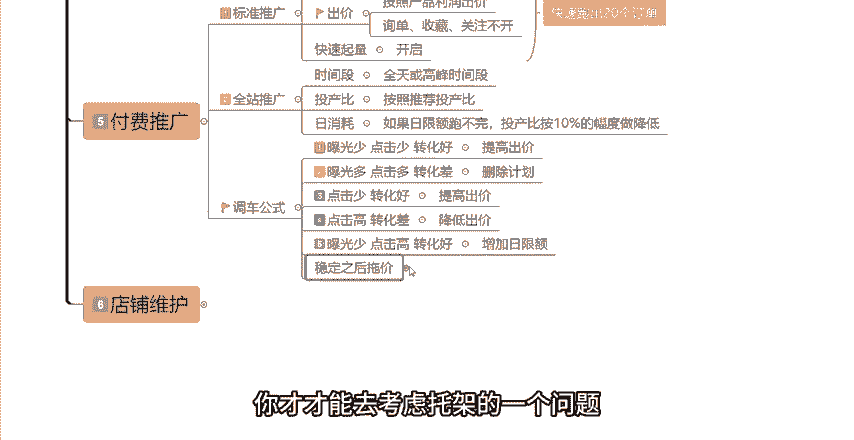 按照产品利润出价
标准推广 出价
询单、收藏、关注不开
快速跑出20个订单
快速起量 开启
时间段 全天或高峰时间段
全站推广 投产比 按照推荐投产比
日消耗 如果日限额跑不完，投产比按10%的幅度做降低
5 付费推广
曝光少 点击少 转化好 提高出价
曝光多 点击多 转化差 删除计划
3 点击少 转化好 提高出价
调车公式
4 点击高 转化差 降低出价
曝光少 点击高 转化好 增加日限额
稳定之后拖价
6 店铺维护
你才才能去考虑托架的一个问题